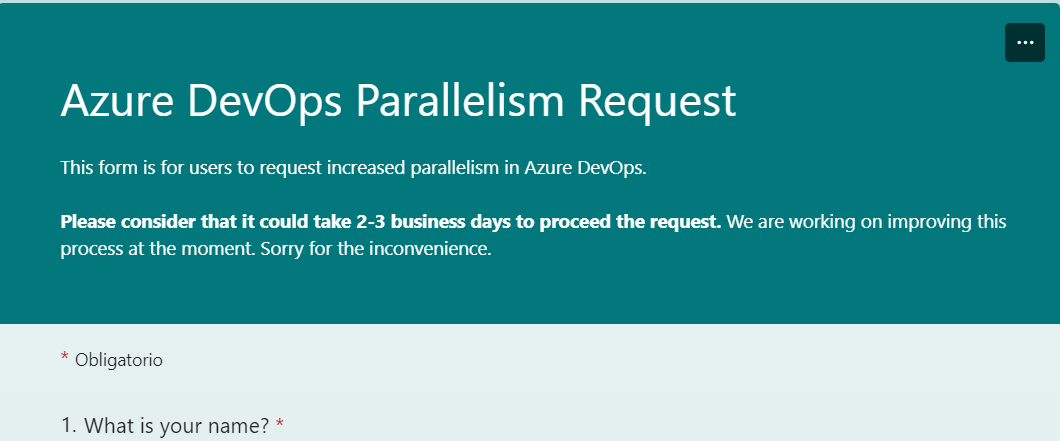 Azure DevOps Parallelism Request
This form is for users to request increased parallelism in Azure DevOps.
Please consider that it could take 2-3 business days to proceed the request. We are working on improving this
process at the moment. Sorry for the inconvenience.
* Obligatorio
1. What is your name? *